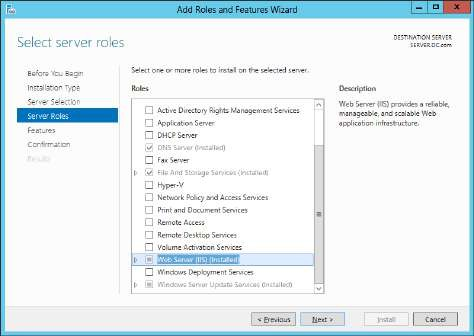 Add Roles and Features Wizard
Select server roles
DESTINATION SERVER
SERVER.DC.com
Before You Begin
Installation Type
Server Selection
Server Roles
Features
Confirmation
Results
Select one or more roles to install on the selected server.
Roles
Active Directory Rights Management Services
Application Server
DHCP Server
DNS Server (Installed)
Fax Server
File And Storage Services (Installed)
Hyper-V
Network Policy and Access Services
Print and Document Services
Remote Access
Remote Desktop Services
Volume Activation Services
Web Server (IIS) (Installed)
Windows Deployment Services
Windows Server Update Services (Installed)
Description
Web Server (IIS) provides a reliable,
manageable, and scalable Web
application infrastructure.
< Previous
Next >
Install
Cancel